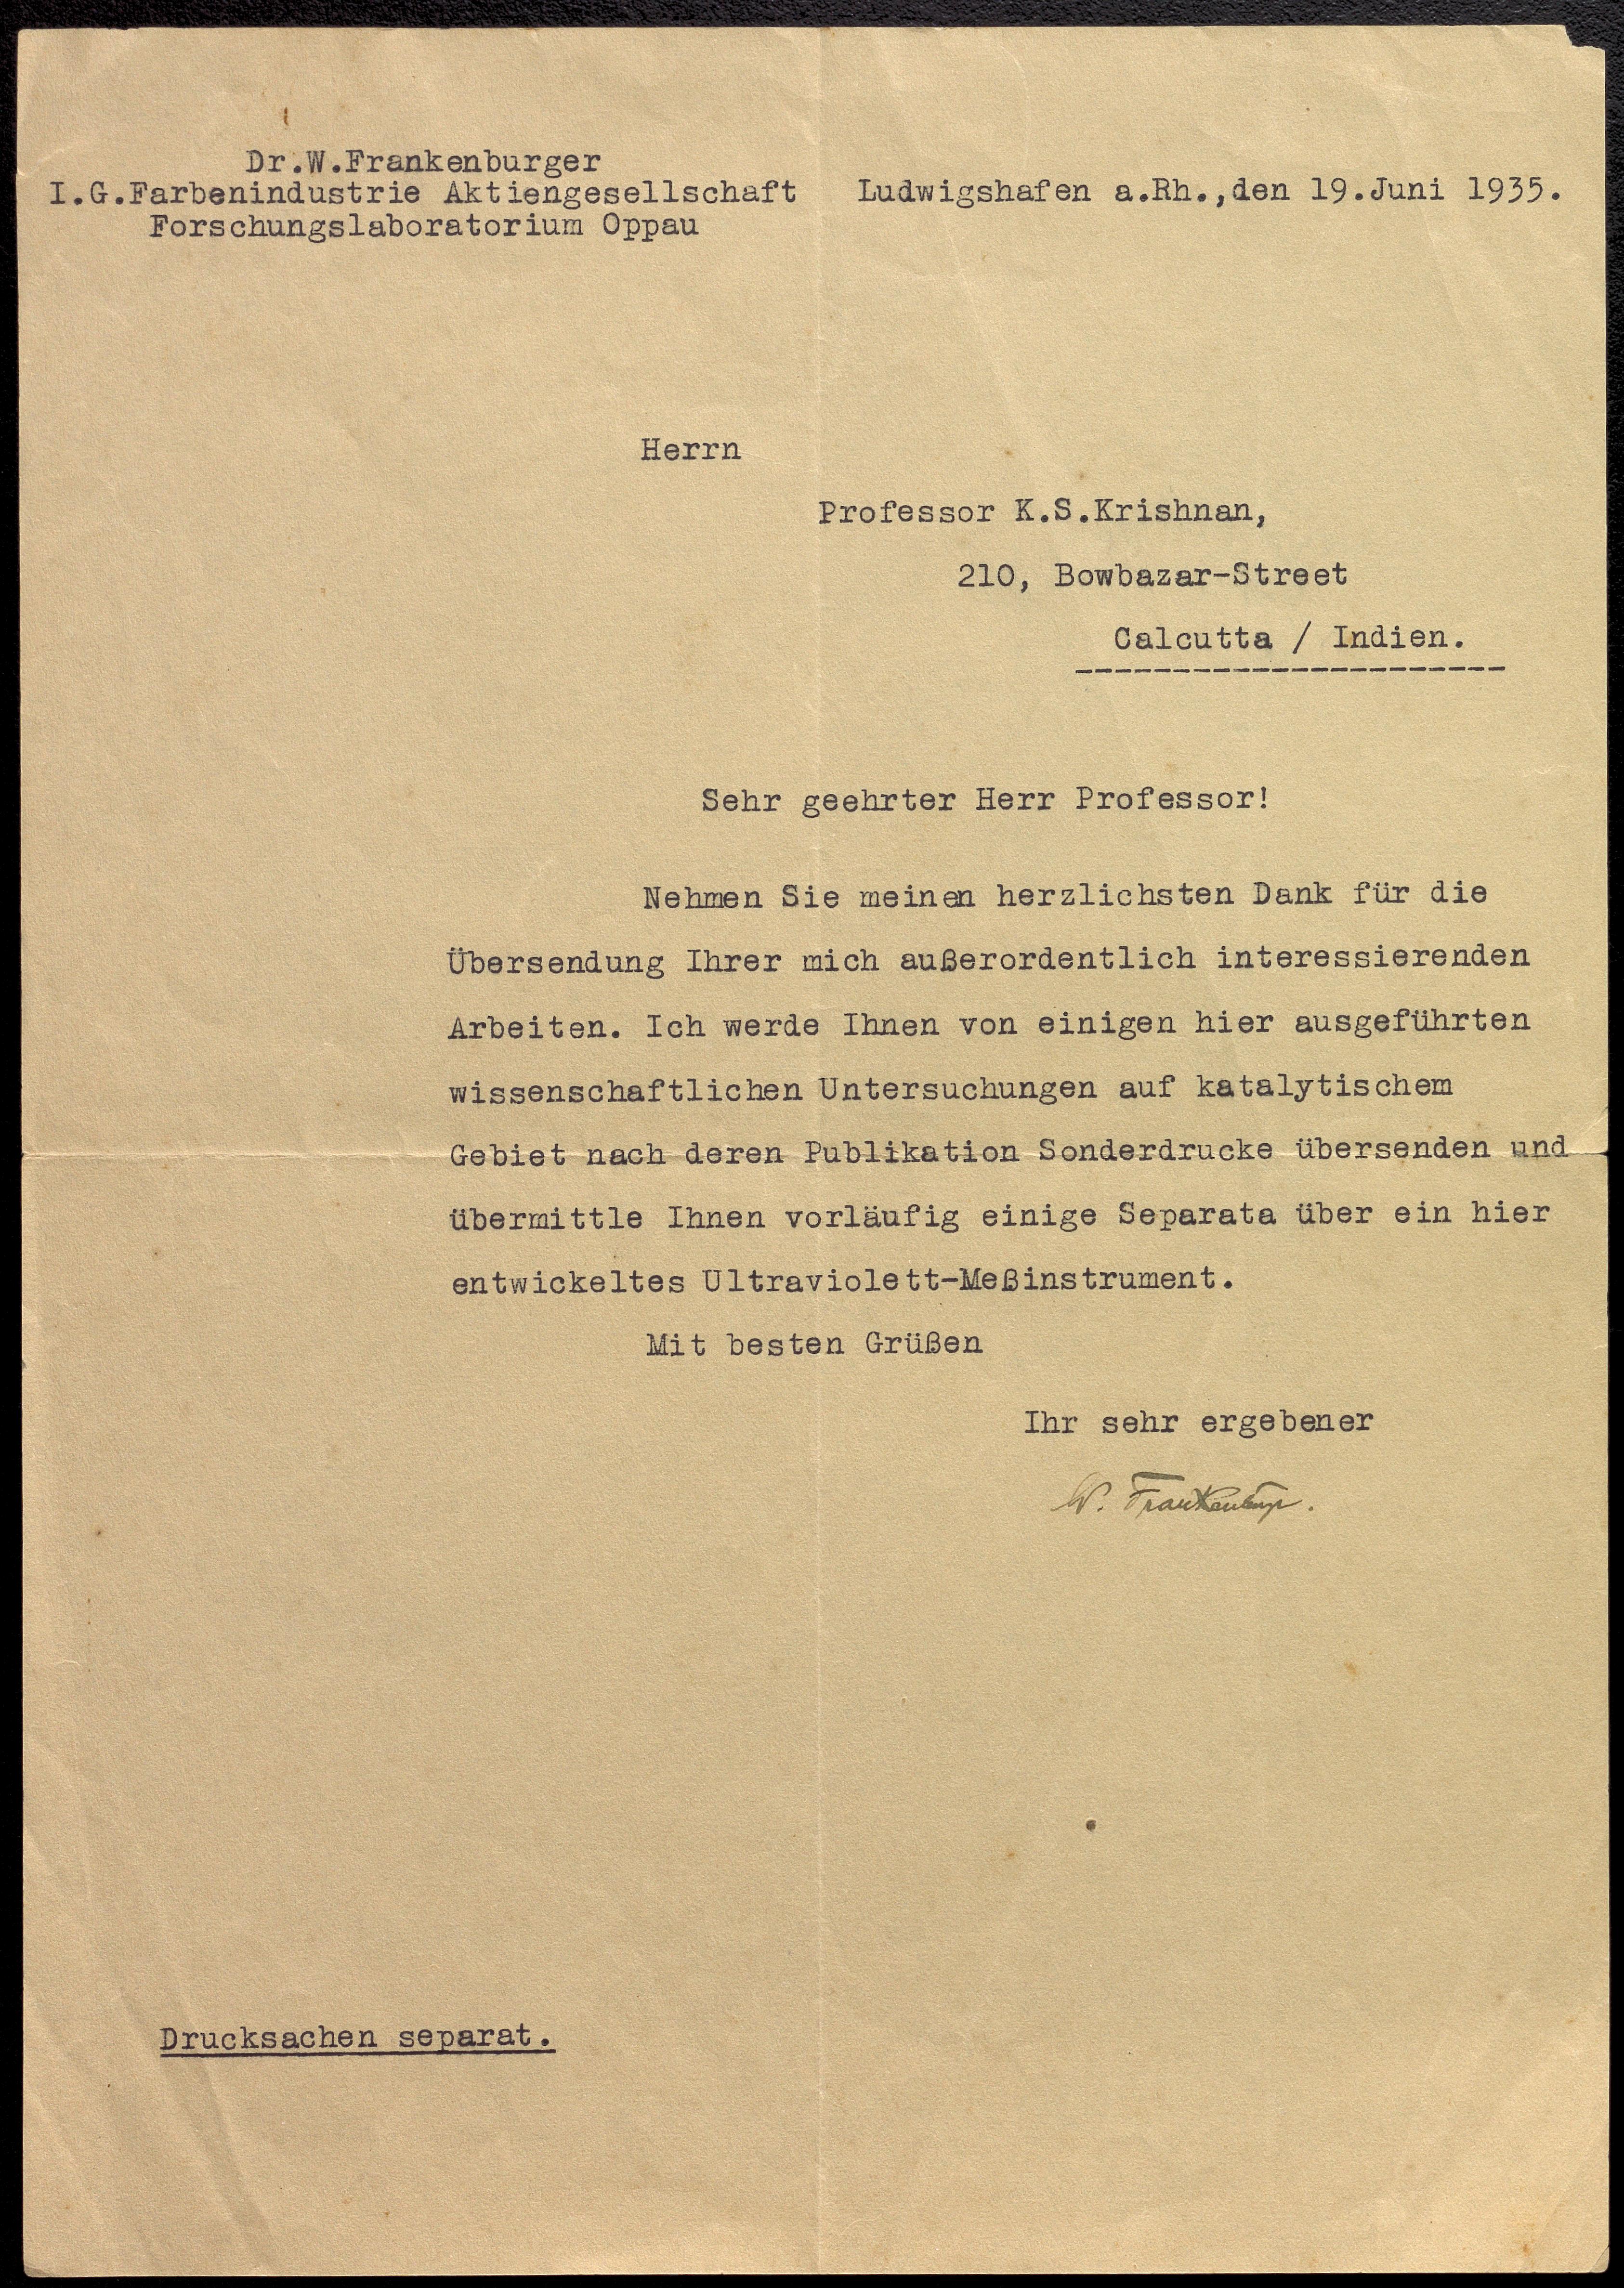 Dr.W.Frankenburger
I.G.Farbenindustrie Aktiengesellschaft
Forschungslaboratorium Oppau
Ludwigshafen a.Rh.,den 19.Juni 1935.
Herrn
Professor K.S.Krishnan,
210, Bowbazar-Street
Calcutta / Indien.
Sehr geehrter Herr Professor!
Nehmen Sie meinen herzlichsten Dank für die
Übersendung Ihrer mich außerordentlich interessierenden
Arbeiten. Ich werde Ihnen von einigen hier ausgeführten
wissenschaftlichen Untersuchungen auf katalytischem
Gebiet nach deren Publikation Sonderdrucke übersenden und
übermittle Ihnen vorläufig einige Separata über ein hier
entwickeltes Ultraviolett-Meßinstrument.
Mit besten Grüßen
Ihr sehr ergebener
W. Frankenburger.
Drucksachen separat.